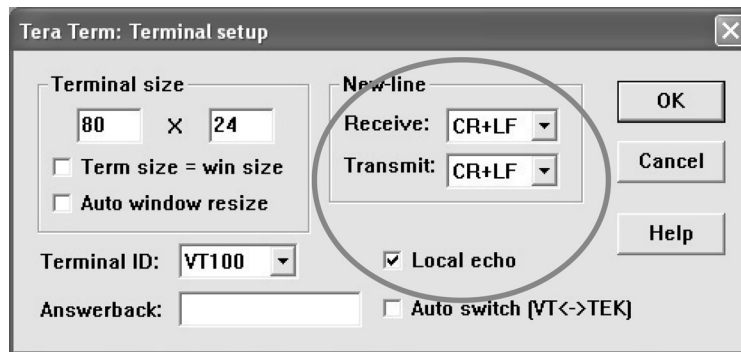 Tera Term: Terminal setup
Terminal size
80 X 24
Term size = win size
Auto window resize
New-line
Receive: CR+LF
Transmit: CR+LF
OK
Cancel
Help
Terminal ID: VT100
Local echo
Answerback:
Auto switch (VT<->TEK)